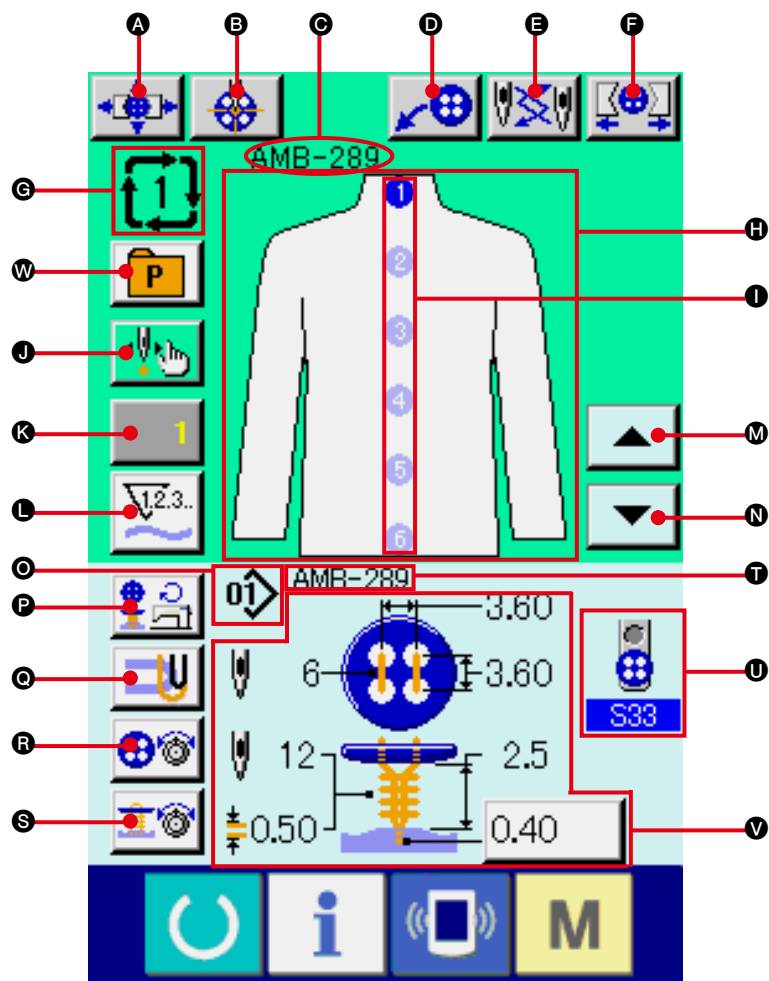 A B C D E F
AMB-289
G 1 1 H
W P 2 I
J 3
K 1 4 M
L 1.2.3.. 5 N
6
O 01 AMB-289 T
P 3.60
Q 6 3.60 U
S33
R 12 2.5
S 0.50 0.40 V
i M